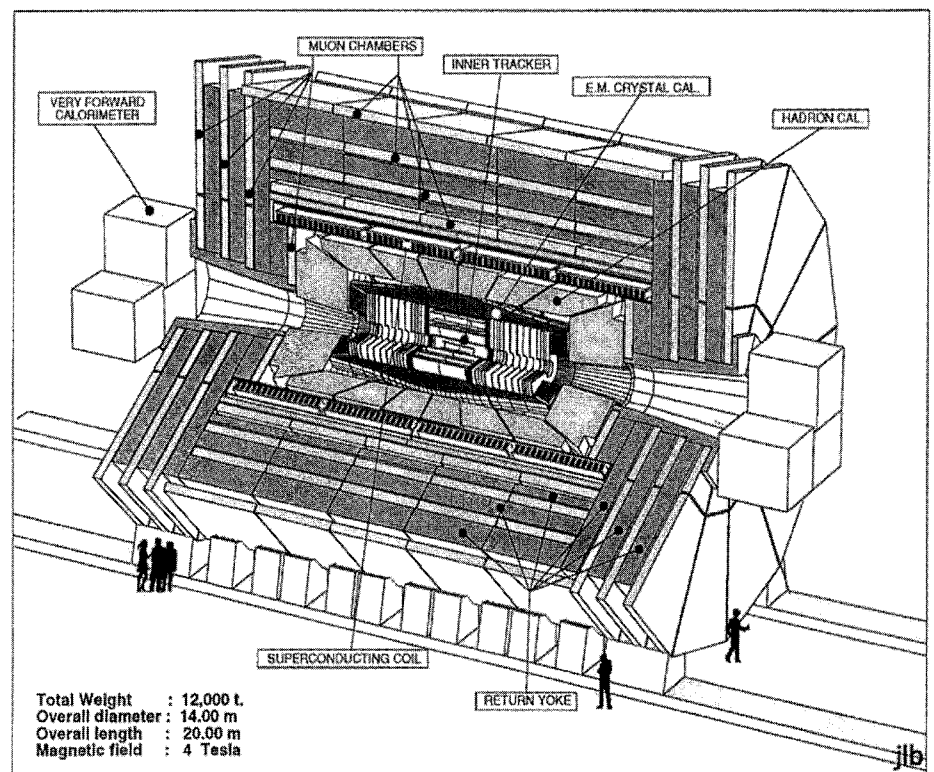 MUON CHAMBERS
INNER TRACKER
E.M. CRYSTAL CAL.
VERY FORWARD
CALORIMETER
HADRON CAL.
SUPERCONDUCTING COIL
RETURN YOKE
Total Weight : 12,000 t.
Overall diameter : 14.00 m
Overall length : 20.00 m
Magnetic field : 4 Tesla
jlb